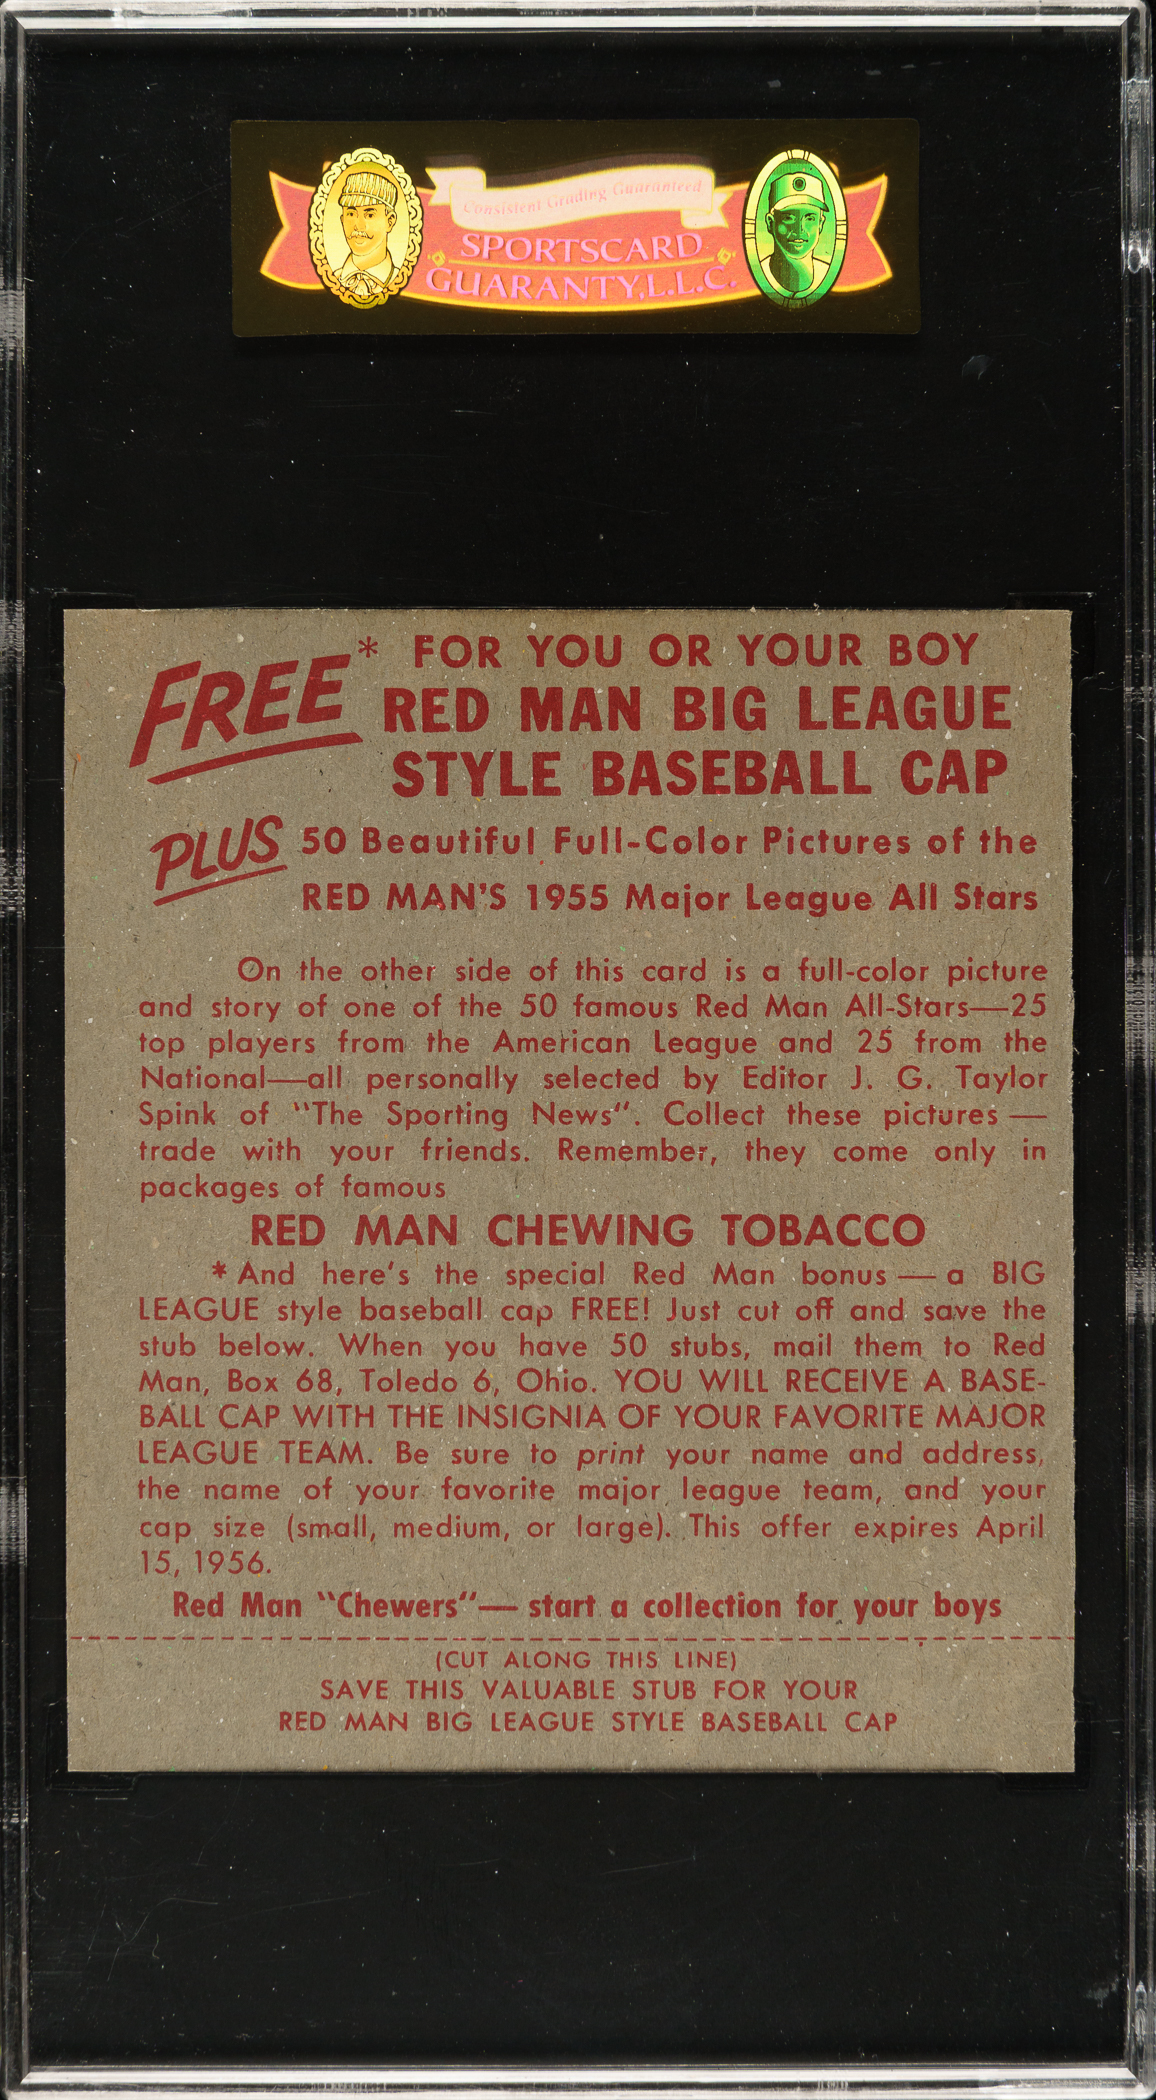 Consistent Grading Guaranteed
SPORTSCARD
GUARANTY, L.L.C.
FREE* FOR YOU OR YOUR BOY
RED MAN BIG LEAGUE
STYLE BASEBALL CAP
PLUS 50 Beautiful Full-Color Pictures of the
RED MAN'S 1955 Major League All Stars
On the other side of this card is a full-color picture
and story of one of the 50 famous Red Man All-Stars—25
top players from the American League and 25 from the
National—all personally selected by Editor J. G. Taylor
Spink of "The Sporting News". Collect these pictures —
trade with your friends. Remember, they come only in
packages of famous
RED MAN CHEWING TOBACCO
* And here's the special Red Man bonus — a BIG
LEAGUE style baseball cap FREE! Just cut off and save the
stub below. When you have 50 stubs, mail them to Red
Man, Box 68, Toledo 6, Ohio. YOU WILL RECEIVE A BASE-
BALL CAP WITH THE INSIGNIA OF YOUR FAVORITE MAJOR
LEAGUE TEAM. Be sure to print your name and address,
the name of your favorite major league team, and your
cap size (small, medium, or large). This offer expires April
15, 1956.
Red Man "Chewers"— start a collection for your boys
(CUT ALONG THIS LINE)
SAVE THIS VALUABLE STUB FOR YOUR
RED MAN BIG LEAGUE STYLE BASEBALL CAP